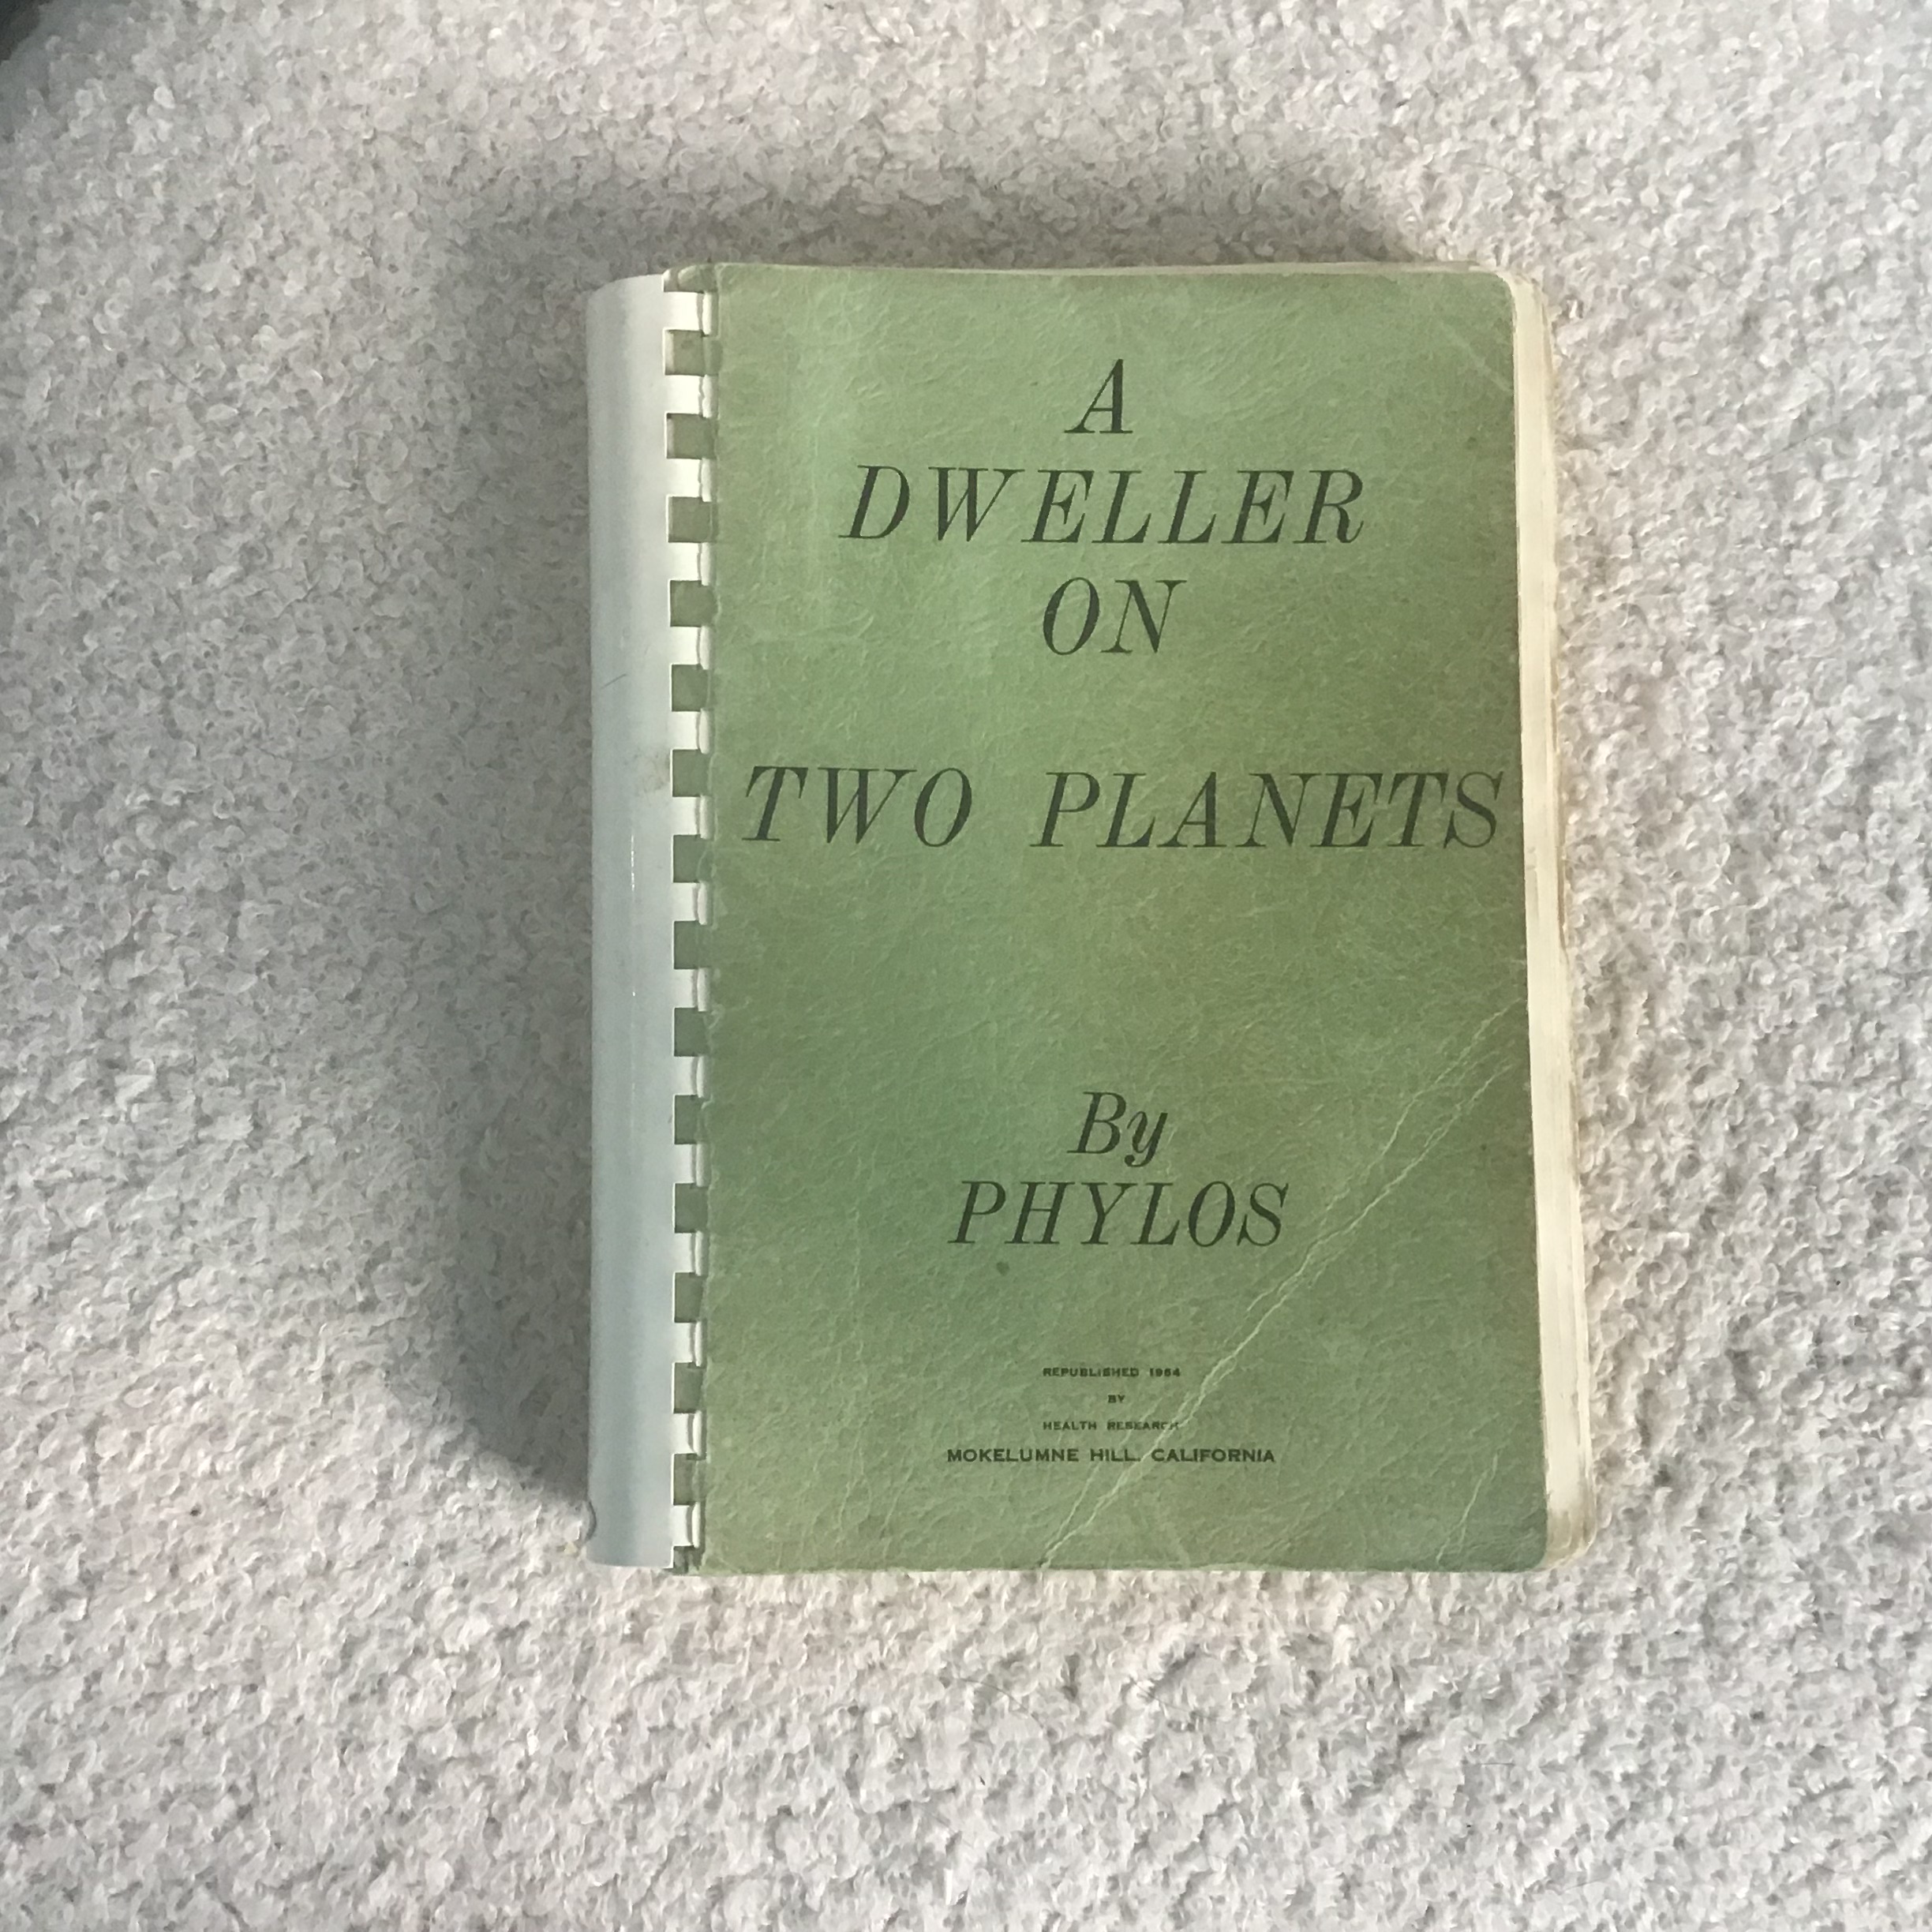 A
DWELLER
ON
TWO PLANETS
By
PHYLOS
REPUBLISHED 1964
BY
HEALTH RESEARCH
MOKELUMNE HILL, CALIFORNIA